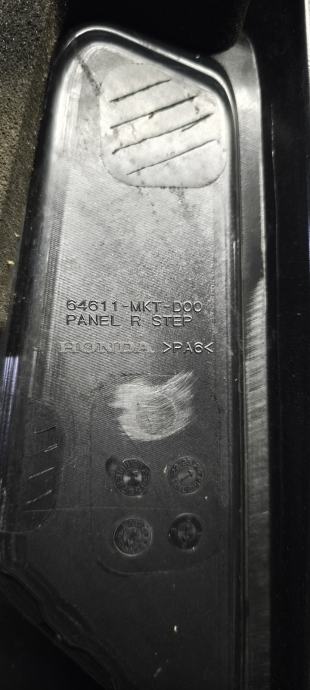 64611-MKT-D00
PANEL R STEP
HONDA >PA6<